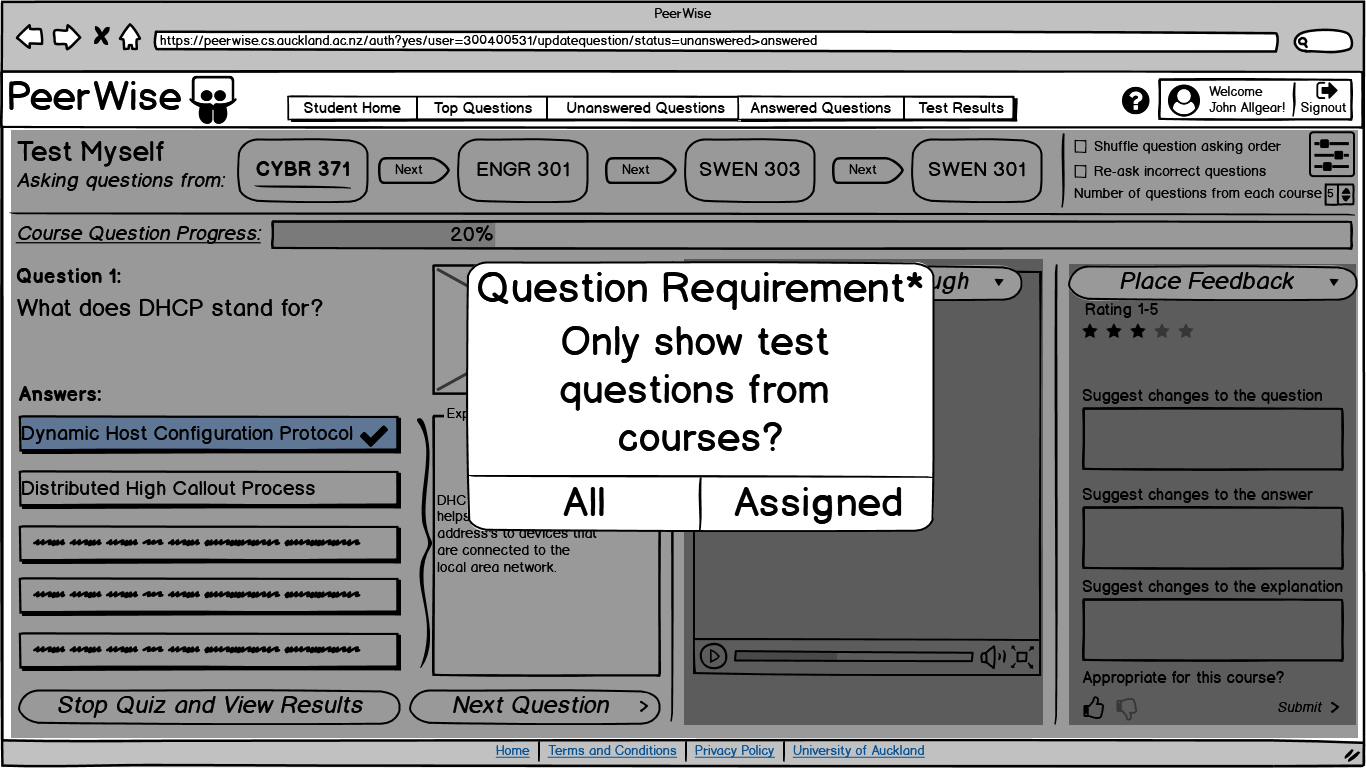 PeerWise
https://peerwise.cs.auckland.ac.nz/auth?yes/user=300400531/updatequestion/status=unanswered>answered
PeerWise
Student Home
Top Questions
Unanswered Questions
Answered Questions
Test Results
?
Welcome
John Allgear!
Signout
Test Myself
Asking questions from:
CYBR 371
Next
ENGR 301
Next
SWEN 303
Next
SWEN 301
Shuffle question asking order
Re-ask incorrect questions
Number of questions from each course 5
Course Question Progress:
20%
Question 1:
What does DHCP stand for?
Answers:
Dynamic Host Configuration Protocol
Distributed High Callout Process
Exp
DHC
helps
address's to devices that
are connected to the
local area network.
Stop Quiz and View Results
Next Question >
Question Requirement*
Only show test
questions from
courses?
All
Assigned
ugh
Place Feedback
Rating 1-5
Suggest changes to the question
Suggest changes to the answer
Suggest changes to the explanation
Appropriate for this course?
Submit >
Home
Terms and Conditions
Privacy Policy
University of Auckland